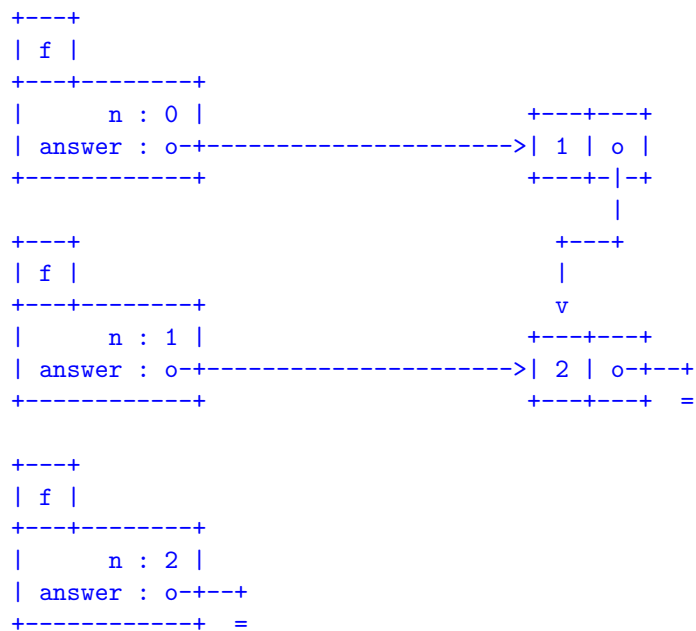 +---+
| f |
+---+--------+
|      n : 0 |                    +---+---+
| answer : o-+------------------->| 1 | o |
+------------+                    +---+-|-+
                                        |
+---+                               +---+
| f |                               |
+---+--------+                      v
|      n : 1 |                    +---+---+
| answer : o-+------------------->| 2 | o-+--+
+------------+                    +---+---+  =
+---+
| f |
+---+--------+
|      n : 2 |
| answer : o-+--+
+------------+  =